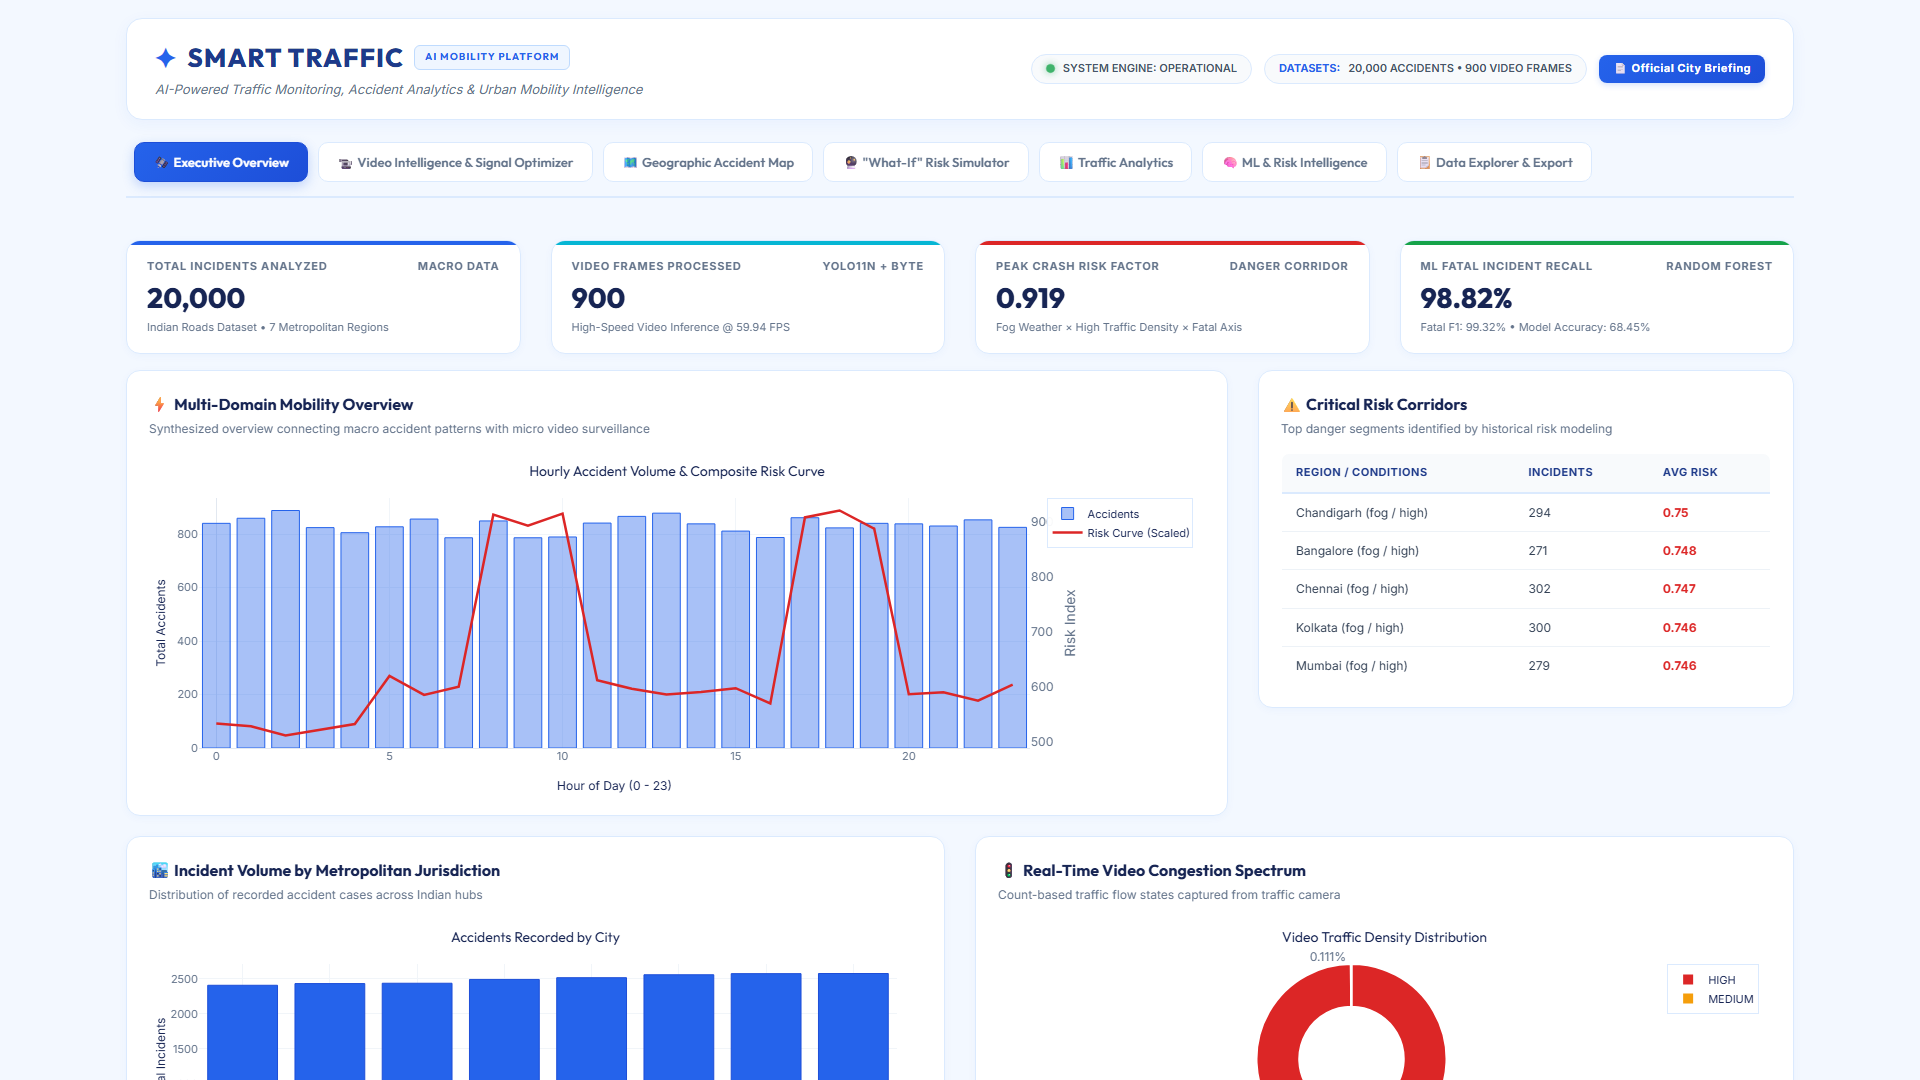 SMART TRAFFIC
AI MOBILITY PLATFORM
AI-Powered Traffic Monitoring, Accident Analytics & Urban Mobility Intelligence
SYSTEM ENGINE: OPERATIONAL
DATASETS: 20,000 ACCIDENTS • 900 VIDEO FRAMES
Official City Briefing
Executive Overview
Video Intelligence & Signal Optimizer
Geographic Accident Map
"What-If" Risk Simulator
Traffic Analytics
ML & Risk Intelligence
Data Explorer & Export
TOTAL INCIDENTS ANALYZED
MACRO DATA
20,000
Indian Roads Dataset • 7 Metropolitan Regions
VIDEO FRAMES PROCESSED
YOLO11N + BYTE
900
High-Speed Video Inference @ 59.94 FPS
PEAK CRASH RISK FACTOR
DANGER CORRIDOR
0.919
Fog Weather × High Traffic Density × Fatal Axis
ML FATAL INCIDENT RECALL
RANDOM FOREST
98.82%
Fatal F1: 99.32% • Model Accuracy: 68.45%
Multi-Domain Mobility Overview
Synthesized overview connecting macro accident patterns with micro video surveillance
Hourly Accident Volume & Composite Risk Curve
Total Accidents
800
600
400
200
0
0
5
10
15
20
Hour of Day (0 - 23)
90
800
700
600
500
Risk Index
Accidents
Risk Curve (Scaled)
Critical Risk Corridors
Top danger segments identified by historical risk modeling
REGION / CONDITIONS INCIDENTS AVG RISK
Chandigarh (fog / high) 294 0.75
Bangalore (fog / high) 271 0.748
Chennai (fog / high) 302 0.747
Kolkata (fog / high) 300 0.746
Mumbai (fog / high) 279 0.746
Incident Volume by Metropolitan Jurisdiction
Distribution of recorded accident cases across Indian hubs
Accidents Recorded by City
2500
2000
1500
al Incidents
Real-Time Video Congestion Spectrum
Count-based traffic flow states captured from traffic camera
Video Traffic Density Distribution
0.111%
HIGH
MEDIUM